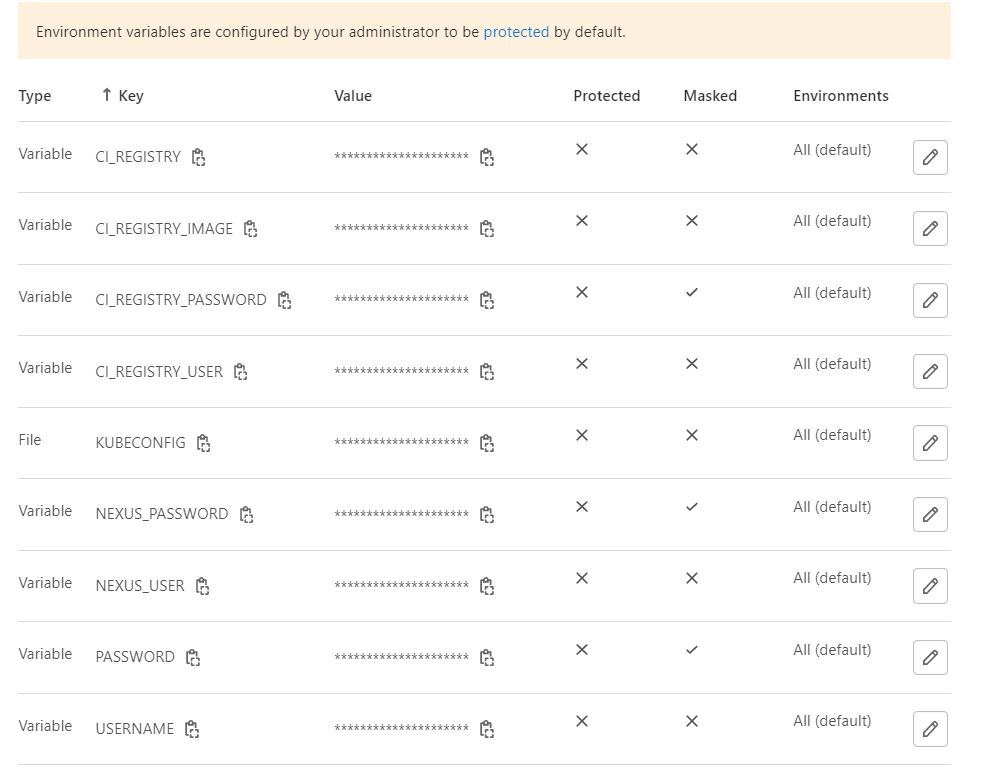 Environment variables are configured by your administrator to be protected by default.
Type ↑ Key Value Protected Masked Environments
Variable CI_REGISTRY ********************* All (default)
Variable CI_REGISTRY_IMAGE ********************* All (default)
Variable CI_REGISTRY_PASSWORD ********************* All (default)
Variable CI_REGISTRY_USER ********************* All (default)
File KUBECONFIG ********************* All (default)
Variable NEXUS_PASSWORD ********************* All (default)
Variable NEXUS_USER ********************* All (default)
Variable PASSWORD ********************* All (default)
Variable USERNAME ********************* All (default)